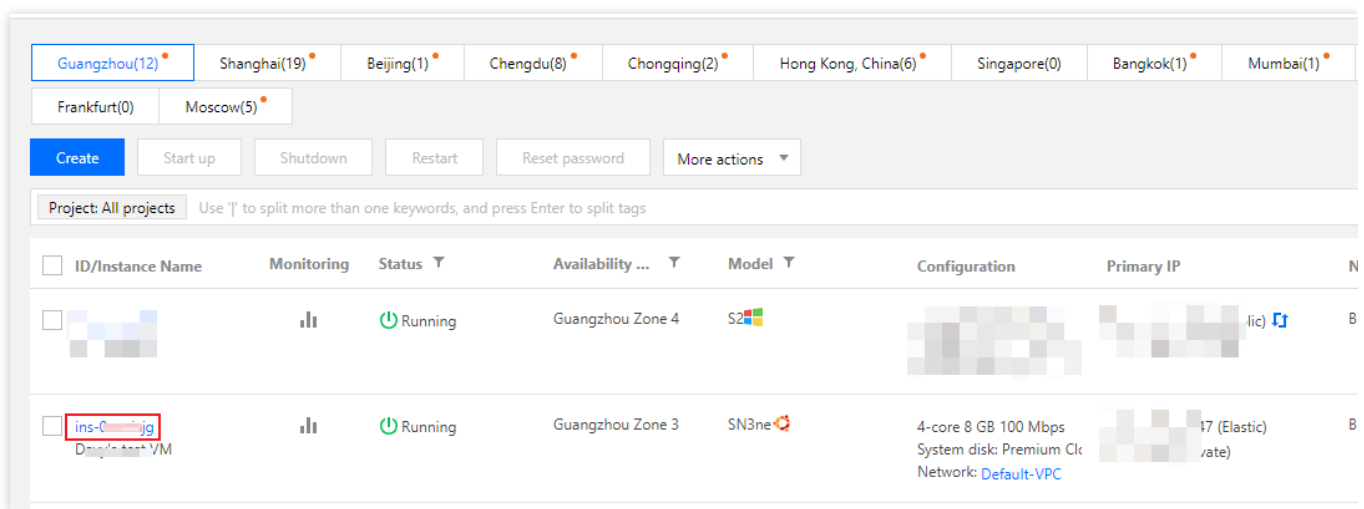 Guangzhou(12) Shanghai(19) Beijing(1) Chengdu(8) Chongqing(2) Hong Kong, China(6) Singapore(0) Bangkok(1) Mumbai(1)
Frankfurt(0) Moscow(5)
Create Start up Shutdown Restart Reset password More actions
Project: All projects Use '|' to split more than one keywords, and press Enter to split tags
ID/Instance Name Monitoring Status Availability ... Model Configuration Primary IP N
Running Guangzhou Zone 4 S2 lic) B
ins- jg Running Guangzhou Zone 3 SN3ne 4-core 8 GB 100 Mbps 47 (Elastic) B
VM System disk: Premium Clo vate)
Network: Default-VPC